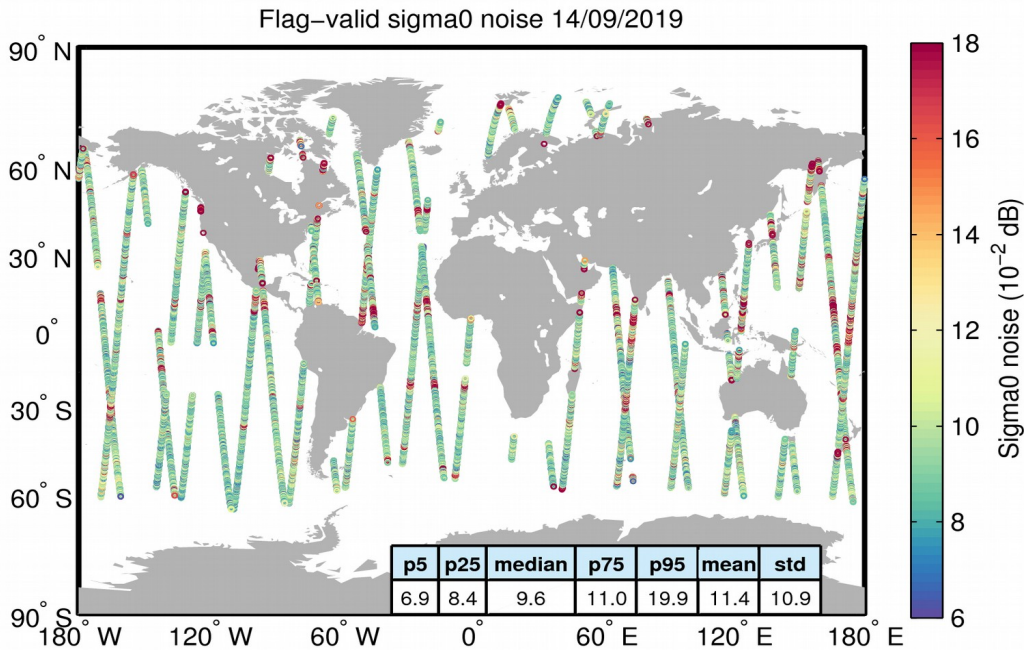 Flag−valid sigma0 noise 14/09/2019
90° N
60° N
30° N
0°
30° S
60° S
90° S
180° W 120° W 60° W 0° 60° E 120° E 180° E
p5 p25 median p75 p95 mean std
6.9 8.4 9.6 11.0 19.9 11.4 10.9
18
16
14
12
10
8
6
Sigma0 noise (10⁻² dB)